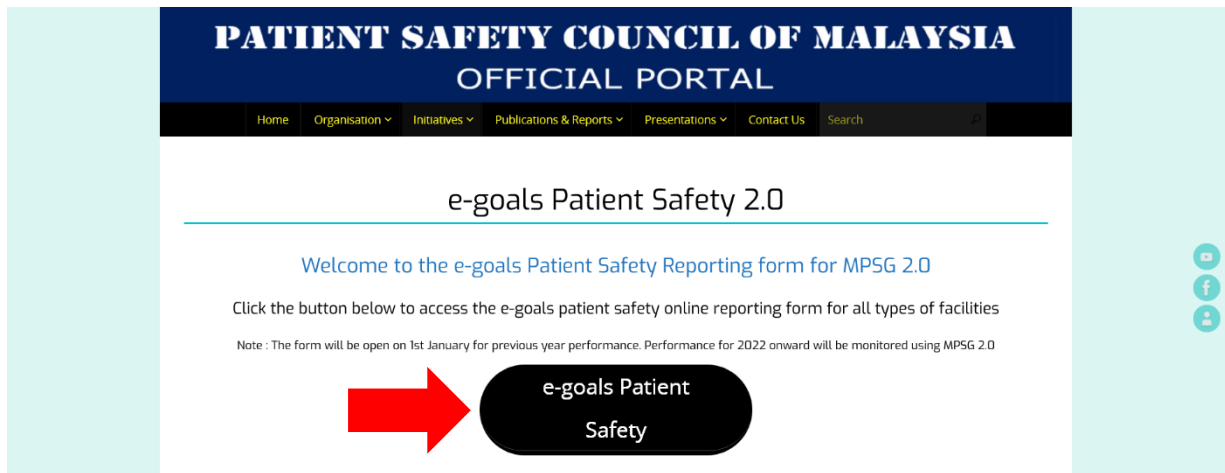 PATIENT SAFETY COUNCIL OF MALAYSIA
OFFICIAL PORTAL
Home Organisation Initiatives Publications & Reports Presentations Contact Us Search
e-goals Patient Safety 2.0
Welcome to the e-goals Patient Safety Reporting form for MPSG 2.0
Click the button below to access the e-goals patient safety online reporting form for all types of facilities
Note : The form will be open on 1st January for previous year performance. Performance for 2022 onward will be monitored using MPSG 2.0
e-goals Patient
Safety